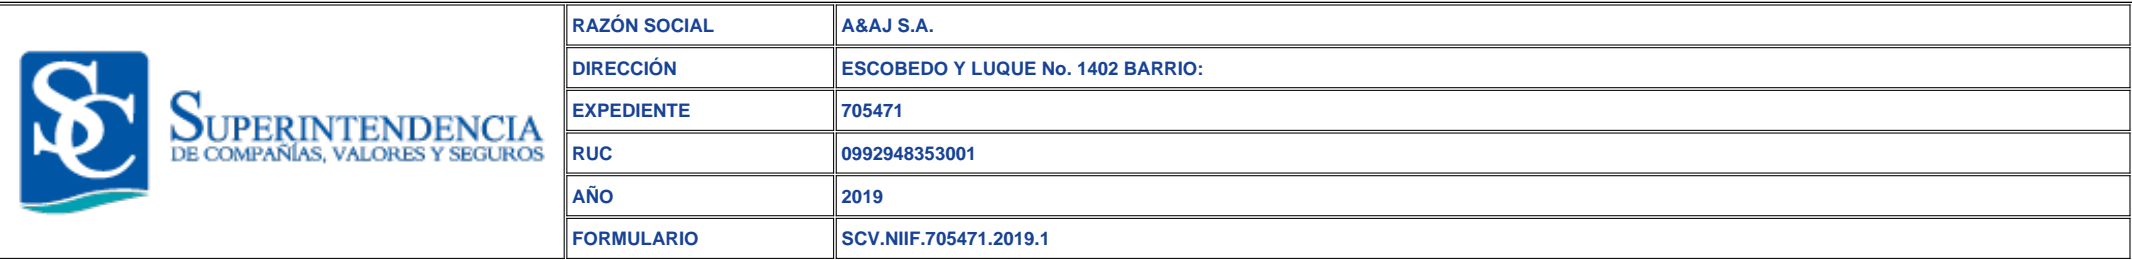 SC
SUPERINTENDENCIA
DE COMPAÑÍAS, VALORES Y SEGUROS
RAZÓN SOCIAL A&AJ S.A.
DIRECCIÓN ESCOBEDO Y LUQUE No. 1402 BARRIO:
EXPEDIENTE 705471
RUC 0992948353001
AÑO 2019
FORMULARIO SCV.NIIF.705471.2019.1